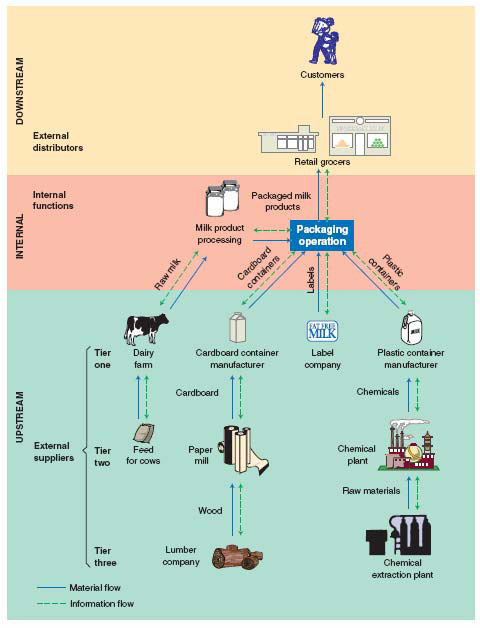 DOWNSTREAM
Customers
External
distributors
Retail grocers
INTERNAL
Internal
functions
Packaged milk
products
Milk product
processing
Packaging
operation
Raw milk
Cardboard
containers
Labels
Plastic
containers
UPSTREAM
External
suppliers
Tier
one
Dairy
farm
Cardboard container
manufacturer
FAT FREE
MILK
Label
company
Plastic container
manufacturer
Cardboard
Chemicals
Tier
two
Feed
for cows
Paper
mill
Chemical
plant
Wood
Raw materials
Tier
three
Lumber
company
Chemical
extraction plant
Material flow
Information flow